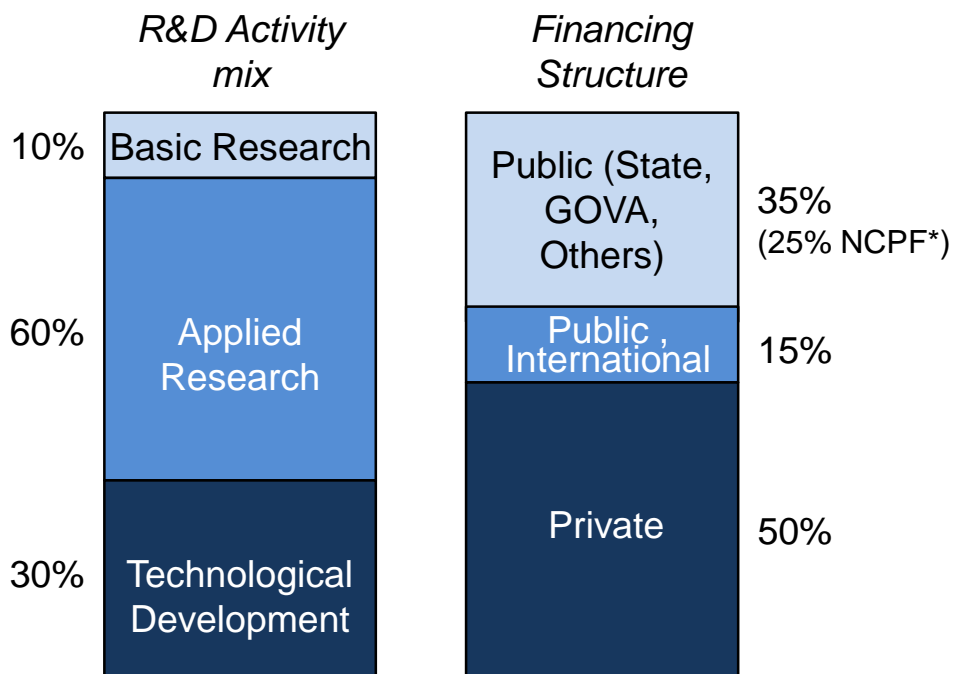 R&D Activity
mix
10%
Basic Research
60%
Applied
Research
30%
Technological
Development
Financing
Structure
Public (State,
GOVA,
Others)
35%
(25% NCPF*)
Public ,
International
15%
Private
50%